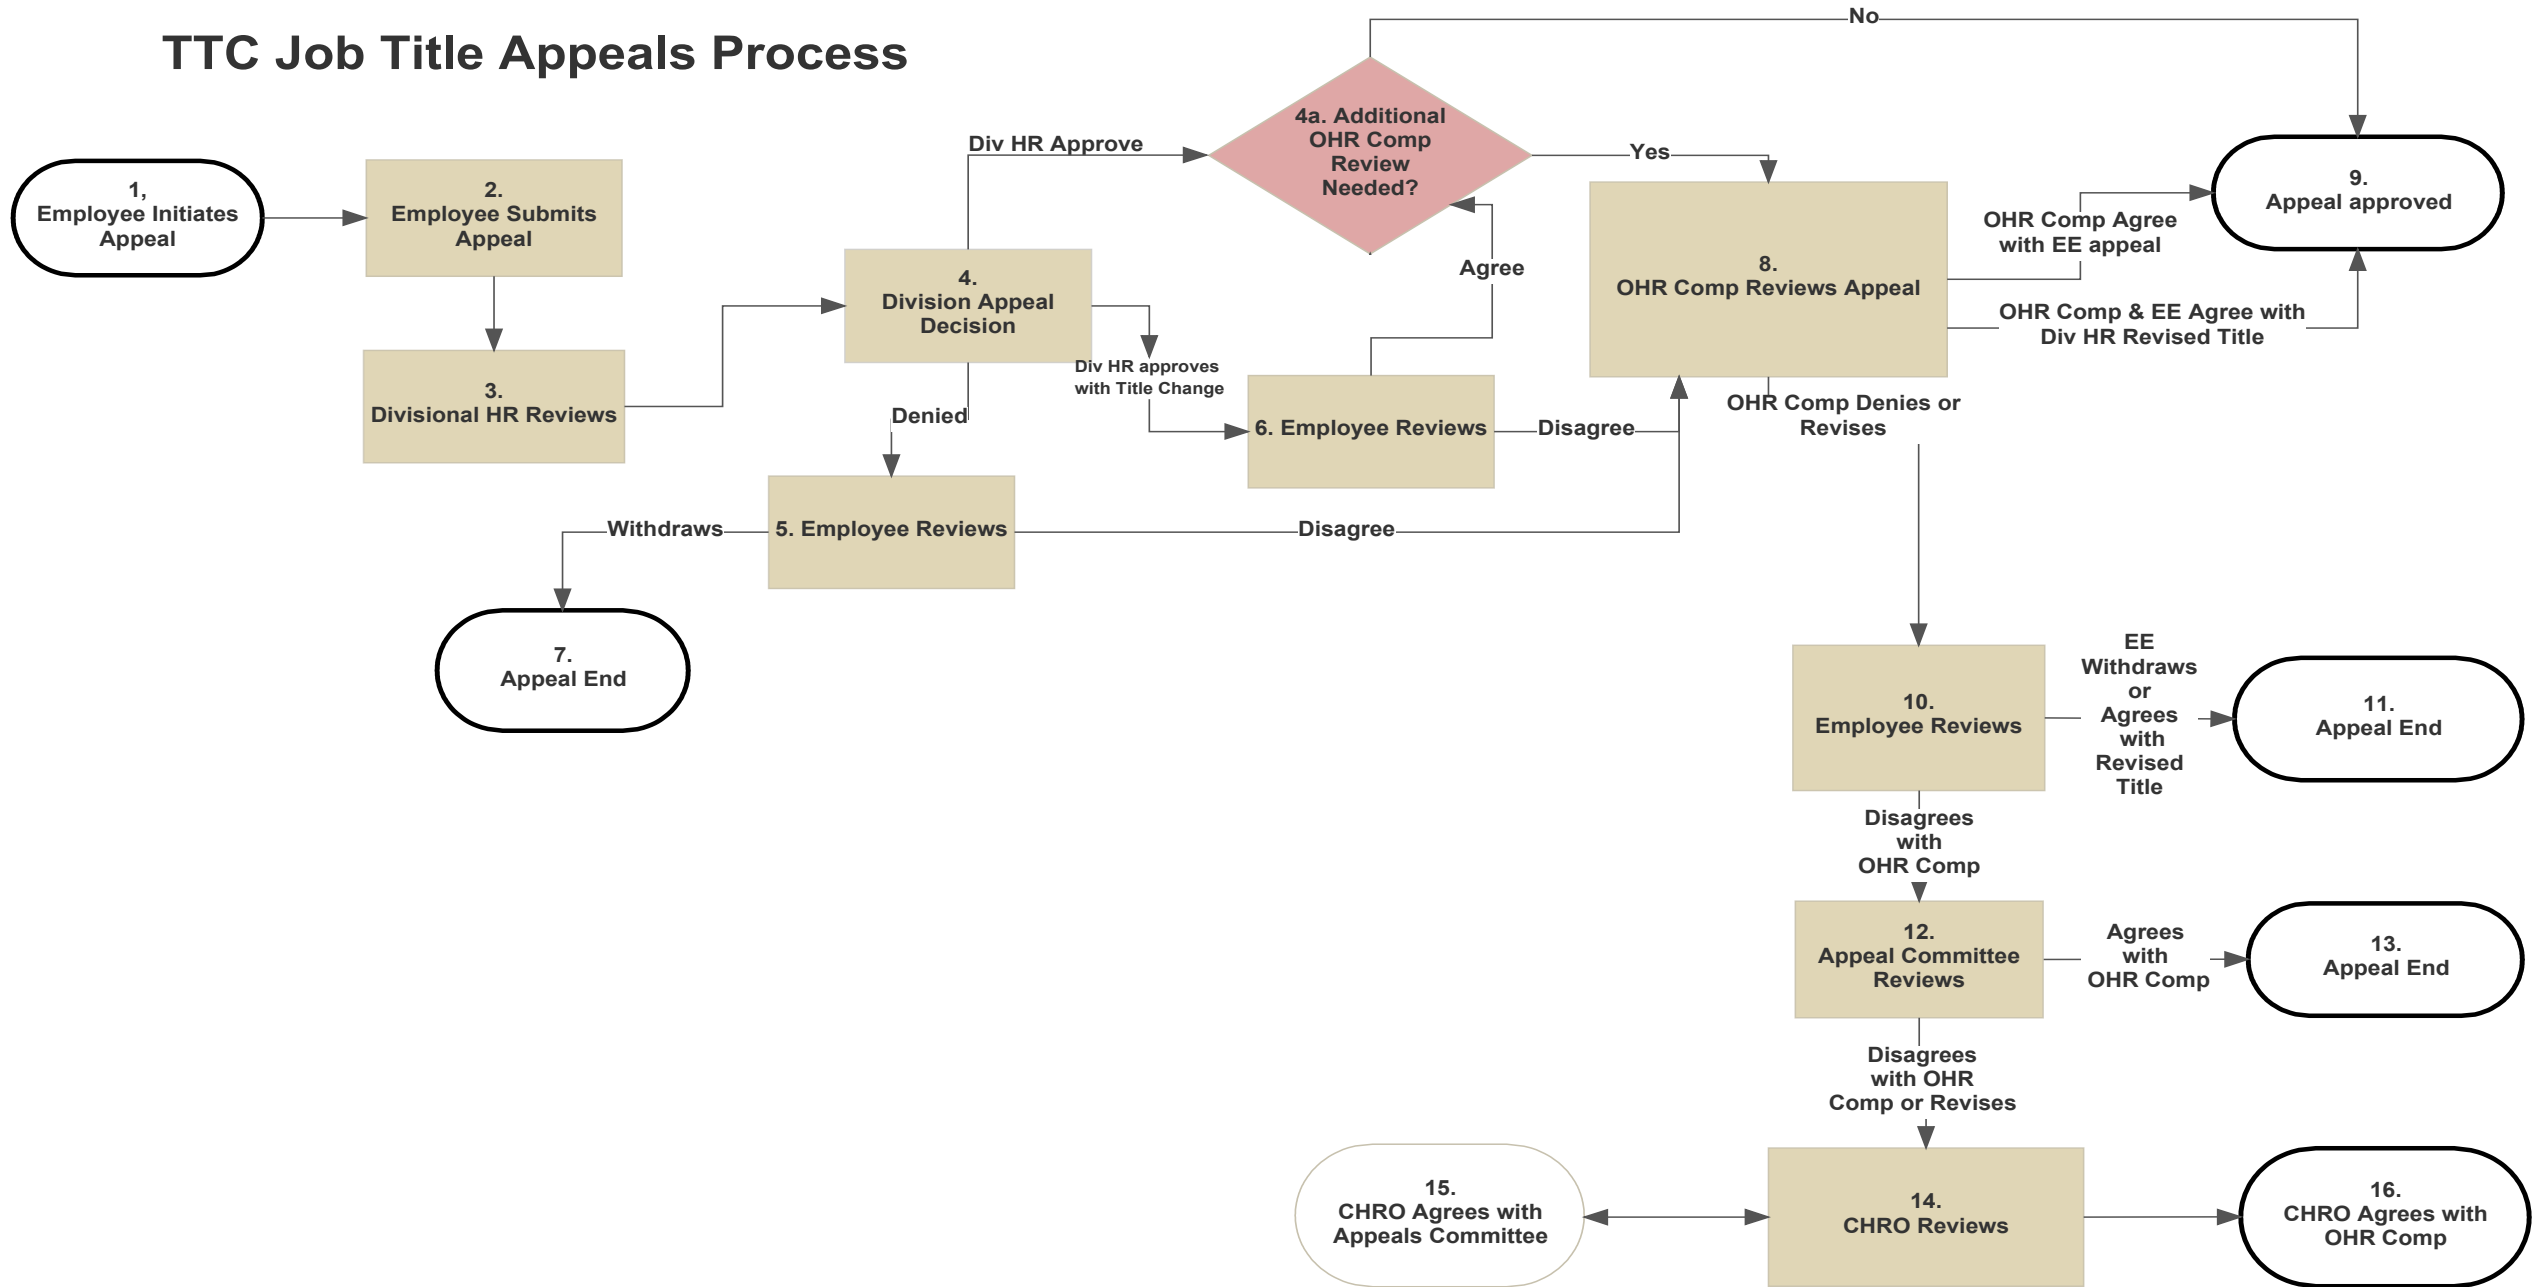 TTC Job Title Appeals Process
No
1,
Employee Initiates
Appeal
2.
Employee Submits
Appeal
3.
Divisional HR Reviews
4.
Division Appeal
Decision
Div HR Approve
4a. Additional
OHR Comp
Review
Needed?
Yes
Agree
Div HR approves
with Title Change
Denied
5. Employee Reviews
Withdraws
Disagree
6. Employee Reviews
Disagree
7.
Appeal End
8.
OHR Comp Reviews Appeal
OHR Comp Agree
with EE appeal
OHR Comp & EE Agree with
Div HR Revised Title
9.
Appeal approved
OHR Comp Denies or
Revises
10.
Employee Reviews
EE
Withdraws
or
Agrees
with
Revised
Title
11.
Appeal End
Disagrees
with
OHR Comp
12.
Appeal Committee
Reviews
Agrees
with
OHR Comp
13.
Appeal End
Disagrees
with OHR
Comp or Revises
14.
CHRO Reviews
15.
CHRO Agrees with
Appeals Committee
16.
CHRO Agrees with
OHR Comp